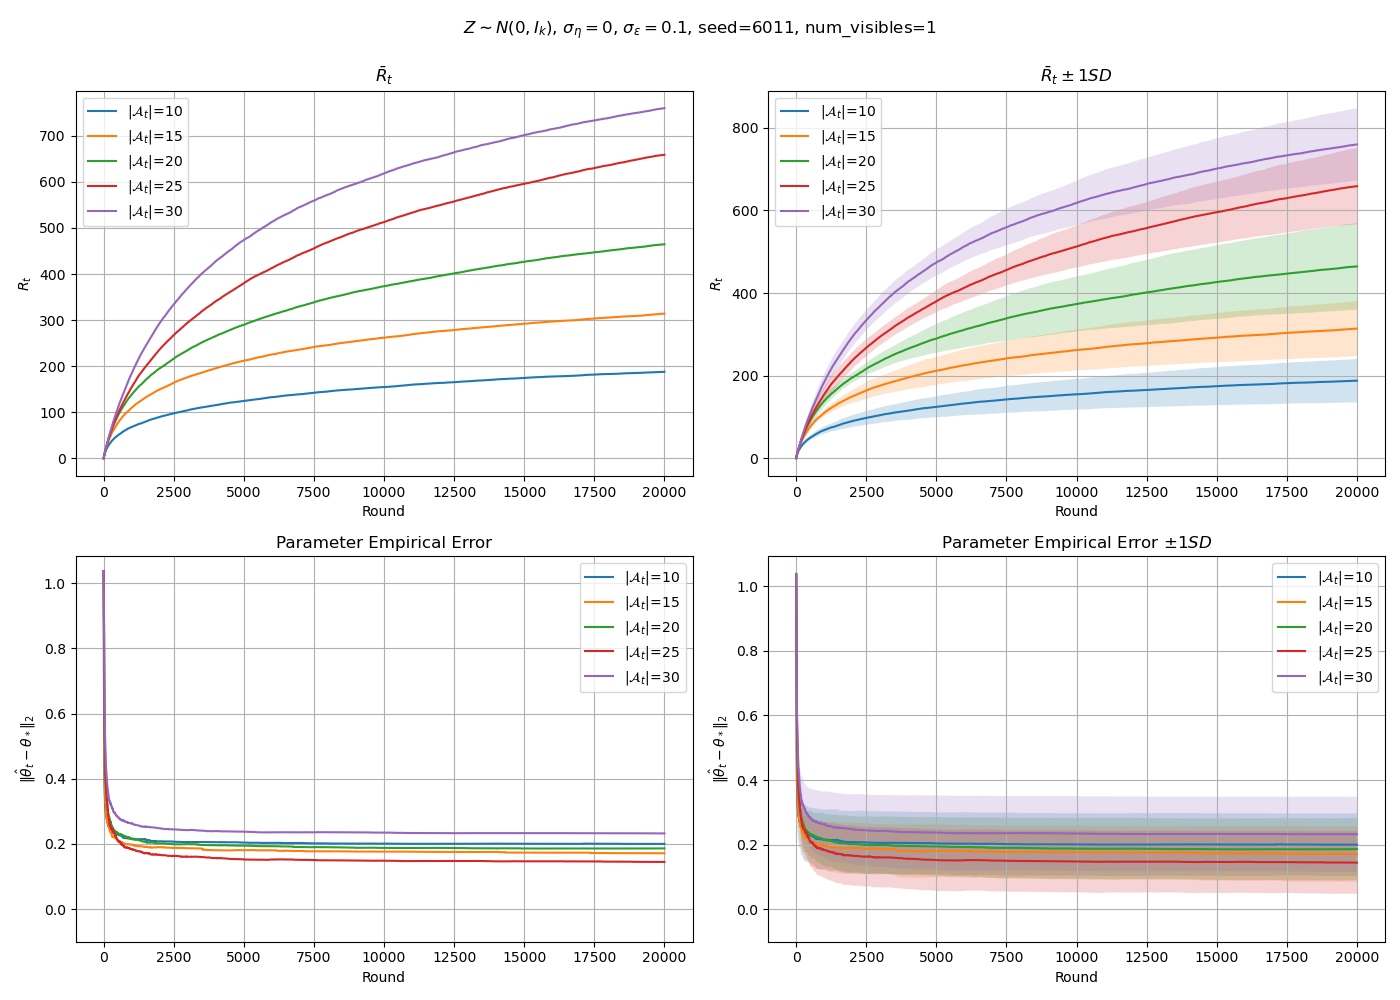 Z ~ N(0, I_k), σ_η = 0, σ_ε = 0.1, seed=6011, num_visibles=1
R̄_t
R_t
|𝒜_t|=10
|𝒜_t|=15
|𝒜_t|=20
|𝒜_t|=25
|𝒜_t|=30
700
600
500
400
300
200
100
0
0 2500 5000 7500 10000 12500 15000 17500 20000
Round
R̄_t ± 1SD
R_t
|𝒜_t|=10
|𝒜_t|=15
|𝒜_t|=20
|𝒜_t|=25
|𝒜_t|=30
800
600
400
200
0
0 2500 5000 7500 10000 12500 15000 17500 20000
Round
Parameter Empirical Error
‖θ̂_t − θ_*‖_2
|𝒜_t|=10
|𝒜_t|=15
|𝒜_t|=20
|𝒜_t|=25
|𝒜_t|=30
1.0
0.8
0.6
0.4
0.2
0.0
0 2500 5000 7500 10000 12500 15000 17500 20000
Round
Parameter Empirical Error ±1SD
‖θ̂_t − θ_*‖_2
|𝒜_t|=10
|𝒜_t|=15
|𝒜_t|=20
|𝒜_t|=25
|𝒜_t|=30
1.0
0.8
0.6
0.4
0.2
0.0
0 2500 5000 7500 10000 12500 15000 17500 20000
Round